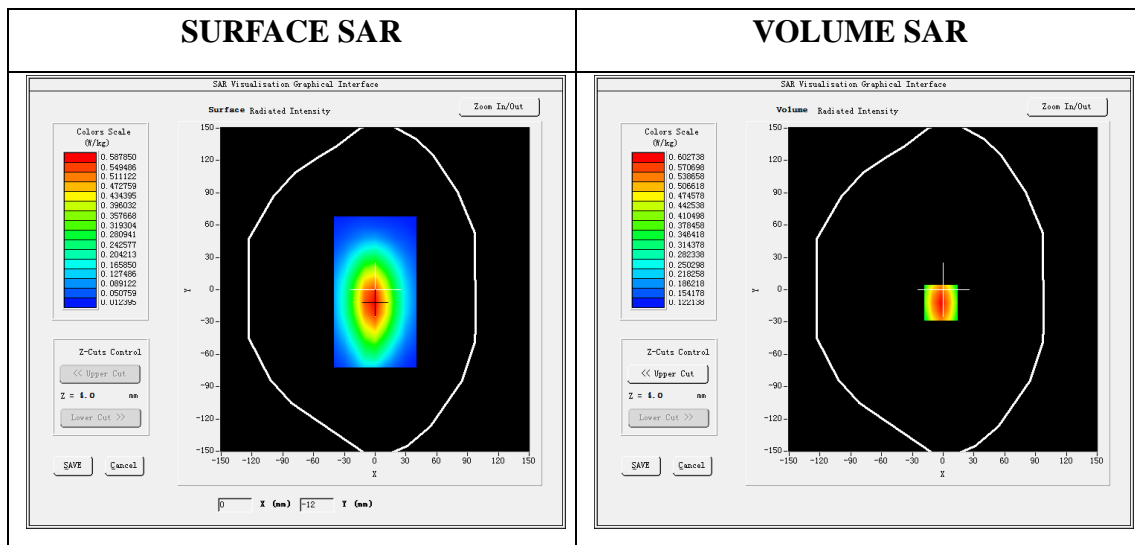 SURFACE SAR
VOLUME SAR
SAR Visualisation Graphical Interface
Surface Radiated Intensity
Zoom In/Out
Colors Scale
(W/kg)
0.587850
0.549486
0.511122
0.472759
0.434395
0.396032
0.357668
0.319304
0.280941
0.242577
0.204213
0.165850
0.127486
0.089122
0.050759
0.012395
150
120
90
60
30
0
-30
-60
-90
-120
-150
Y
-150 -120 -90 -60 -30 0 30 60 90 120 150
X
Z-Cuts Control
<< Upper Cut
Z = 4.0 mm
Lower Cut >>
SAVE Cancel
0 X (mm) -12 Y (mm)
SAR Visualisation Graphical Interface
Volume Radiated Intensity
Zoom In/Out
Colors Scale
(W/kg)
0.602738
0.570698
0.538658
0.506618
0.474578
0.442538
0.410498
0.378458
0.346418
0.314378
0.282338
0.250298
0.218258
0.186218
0.154178
0.122138
150
120
90
60
30
0
-30
-60
-90
-120
-150
Y
-150 -120 -90 -60 -30 0 30 60 90 120 150
X
Z-Cuts Control
<< Upper Cut
Z = 4.0 mm
Lower Cut >>
SAVE Cancel